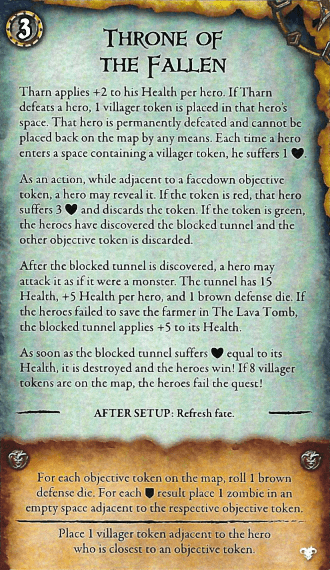 3
THRONE OF
THE FALLEN
Tharn applies +2 to his Health per hero. If Tharn
defeats a hero, 1 villager token is placed in that hero's
space. That hero is permanently defeated and cannot be
placed back on the map by any means. Each time a hero
enters a space containing a villager token, he suffers 1 ♥.
As an action, while adjacent to a facedown objective
token, a hero may reveal it. If the token is red, that hero
suffers 3 ♥ and discards the token. If the token is green,
the heroes have discovered the blocked tunnel and the
other objective token is discarded.
After the blocked tunnel is discovered, a hero may
attack it as if it were a monster. The tunnel has 15
Health, +5 Health per hero, and 1 brown defense die. If
the heroes failed to save the farmer in The Lava Tomb,
the blocked tunnel applies +5 to its Health.
As soon as the blocked tunnel suffers ♥ equal to its
Health, it is destroyed and the heroes win! If 8 villager
tokens are on the map, the heroes fail the quest!
AFTER SETUP: Refresh fate.
For each objective token on the map, roll 1 brown
defense die. For each result place 1 zombie in an
empty space adjacent to the respective objective token.
Place 1 villager token adjacent to the hero
who is closest to an objective token.